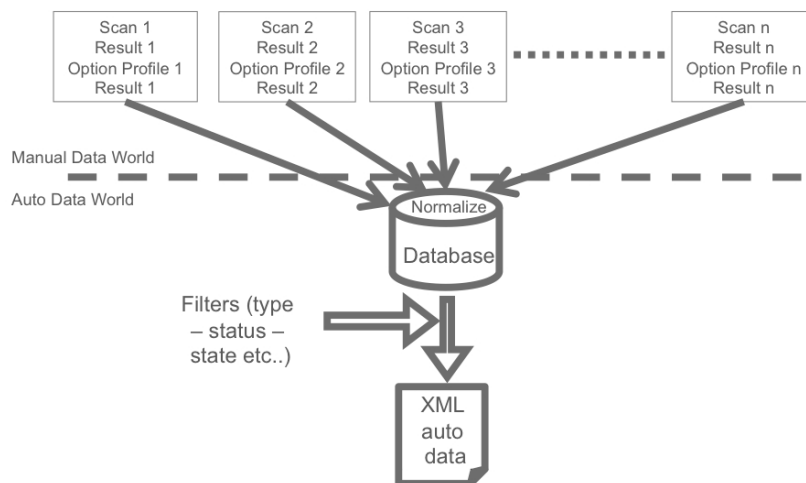 Scan 1
Result 1
Option Profile 1
Result 1
Scan 2
Result 2
Option Profile 2
Result 2
Scan 3
Result 3
Option Profile 3
Result 3
Scan n
Result n
Option Profile n
Result n
Manual Data World
Auto Data World
Normalize
Database
Filters (type
– status –
state etc..)
XML
auto
data